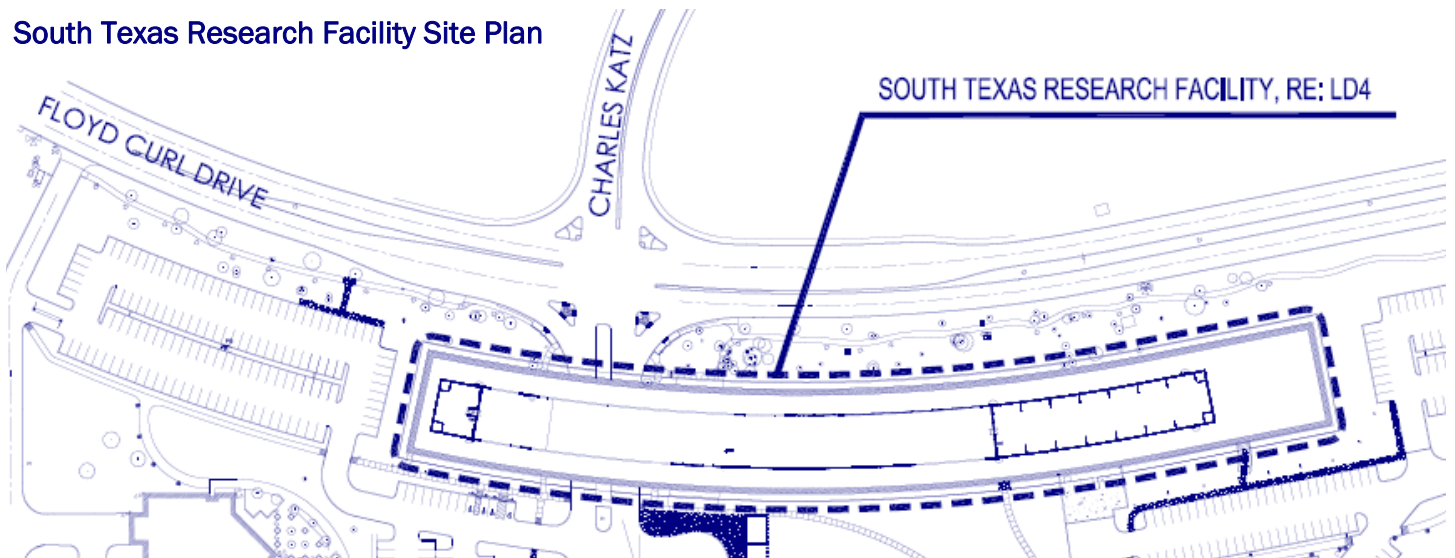 South Texas Research Facility Site Plan
CHARLES KATZ
SOUTH TEXAS RESEARCH FACILITY, RE: LD4
FLOYD CURL DRIVE